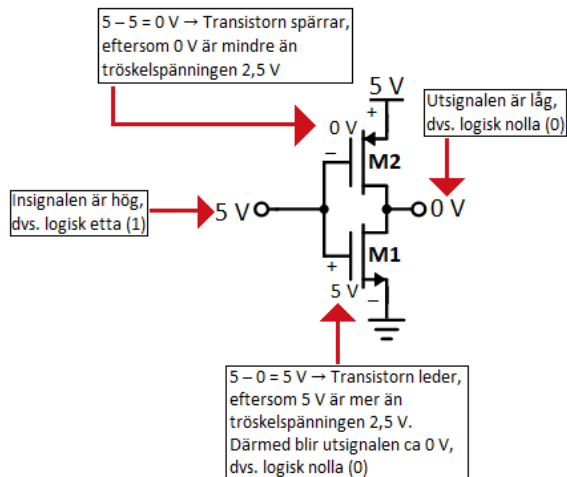 5 – 5 = 0 V → Transistorn spärrar,
eftersom 0 V är mindre än
tröskelspänningen 2,5 V
5 V
+
Utsignalen är låg,
dvs. logisk nolla (0)
0 V
–
M2
Insignalen är hög,
dvs. logisk etta (1)
5 V
0 V
M1
+
5 V
–
5 – 0 = 5 V → Transistorn leder,
eftersom 5 V är mer än
tröskelspänningen 2,5 V.
Därmed blir utsignalen ca 0 V,
dvs. logisk nolla (0)